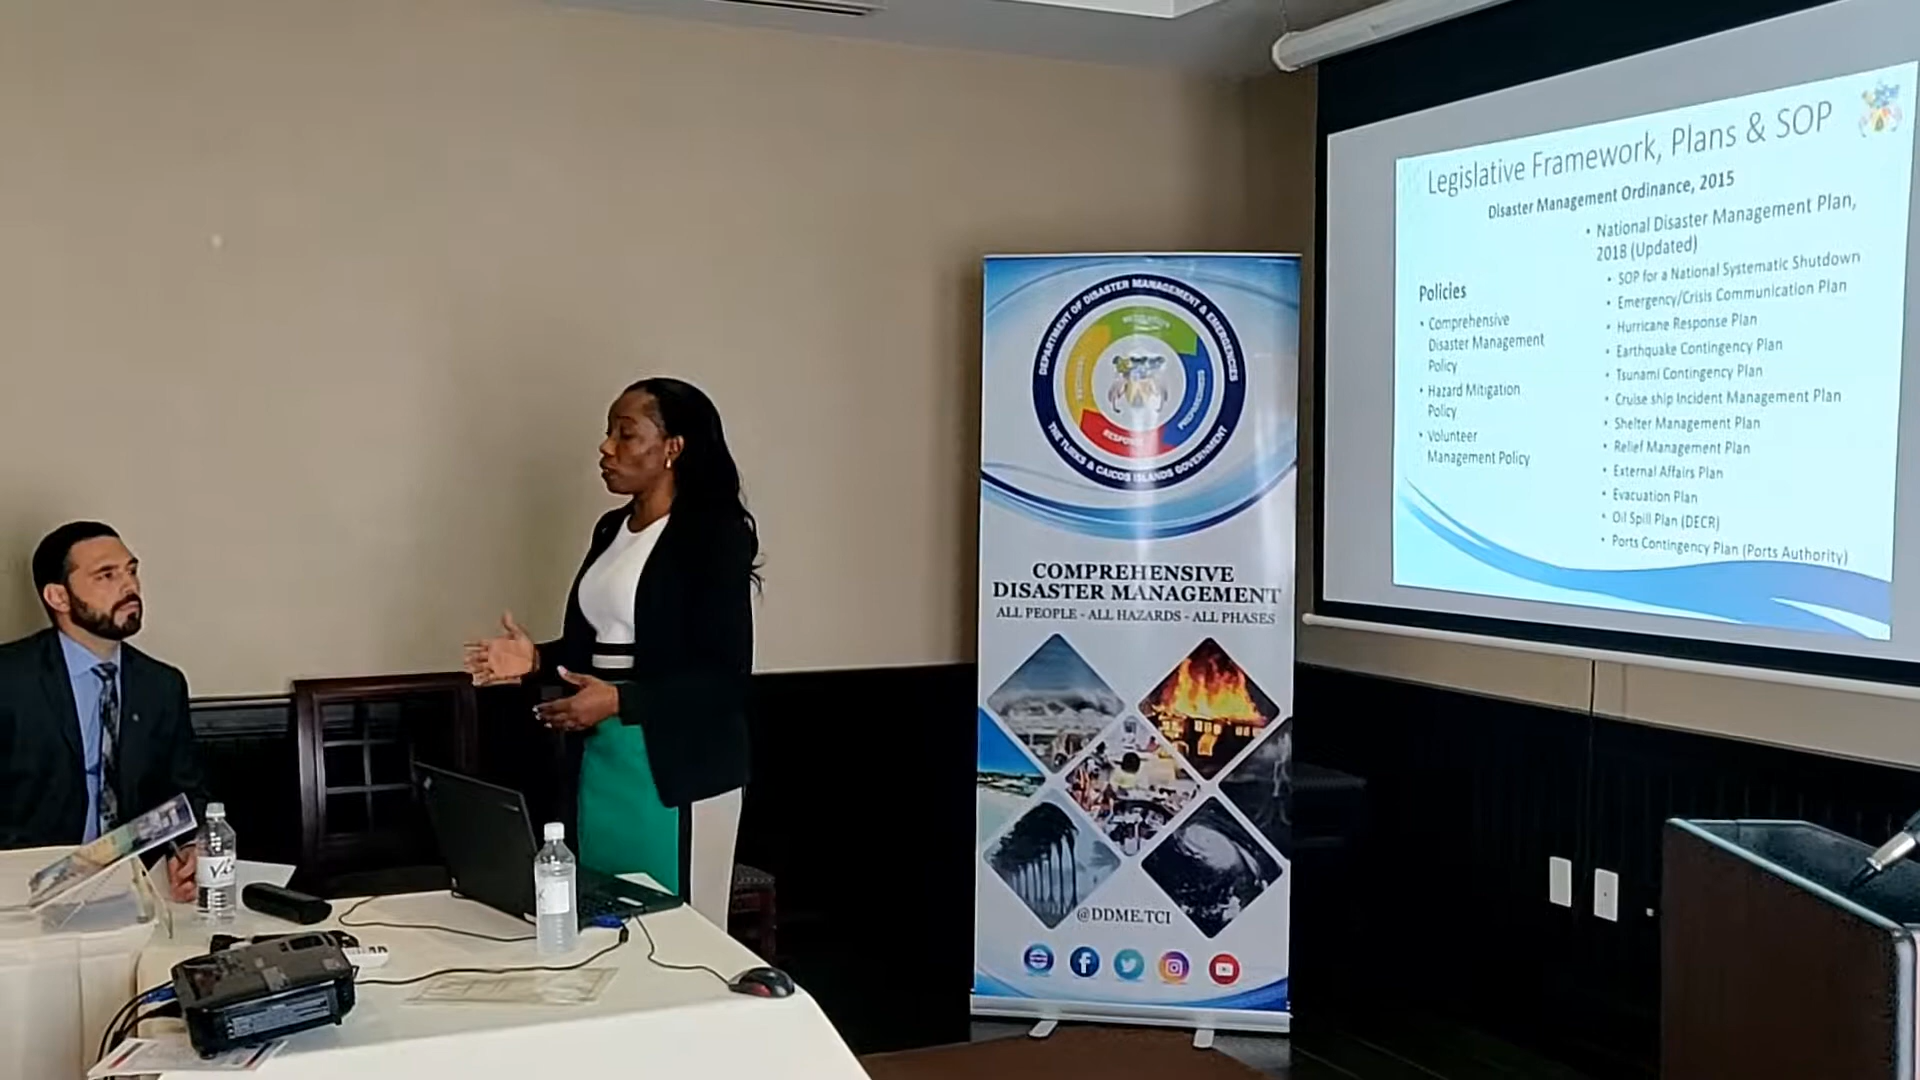 Legislative Framework, Plans & SOP
Disaster Management Ordinance, 2015
Policies
• Comprehensive
Disaster Management
Policy
• Hazard Mitigation
Policy
• Volunteer
Management Policy
• National Disaster Management Plan,
2018 (Updated)
• SOP for a National Systematic Shutdown
• Emergency/Crisis Communication Plan
• Hurricane Response Plan
• Earthquake Contingency Plan
• Tsunami Contingency Plan
• Cruise ship Incident Management Plan
• Shelter Management Plan
• Relief Management Plan
• External Affairs Plan
• Evacuation Plan
• Oil Spill Plan (DECR)
• Ports Contingency Plan (Ports Authority)
DEPARTMENT OF DISASTER MANAGEMENT & EMERGENCIES
PREPAREDNESS
RESPONSE
THE TURKS & CAICOS ISLANDS GOVERNMENT
COMPREHENSIVE
DISASTER MANAGEMENT
ALL PEOPLE - ALL HAZARDS - ALL PHASES
@DDME.TCI